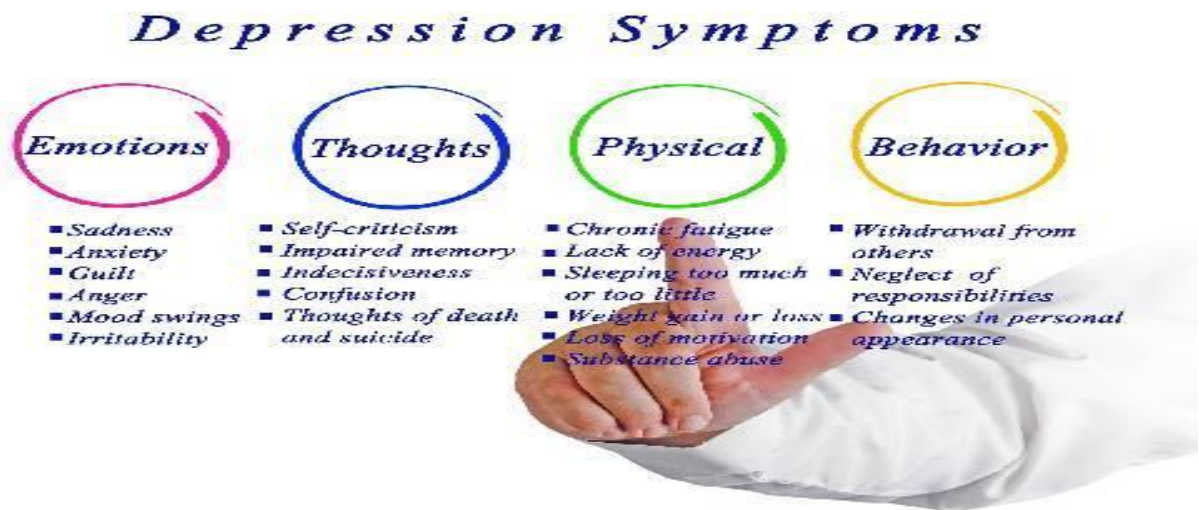 Depression Symptoms
Emotions
▪Sadness
▪Anxiety
▪Guilt
▪Anger
▪Mood swings
▪Irritability
Thoughts
▪Self-criticism
▪Impaired memory
▪Indecisiveness
▪Confusion
▪Thoughts of death
and suicide
Physical
▪Chronic fatigue
▪Lack of energy
▪Sleeping too much
or too little
▪Weight gain or loss
▪Loss of motivation
▪Substance abuse
Behavior
▪Withdrawal from
others
▪Neglect of
responsibilities
▪Changes in personal
appearance